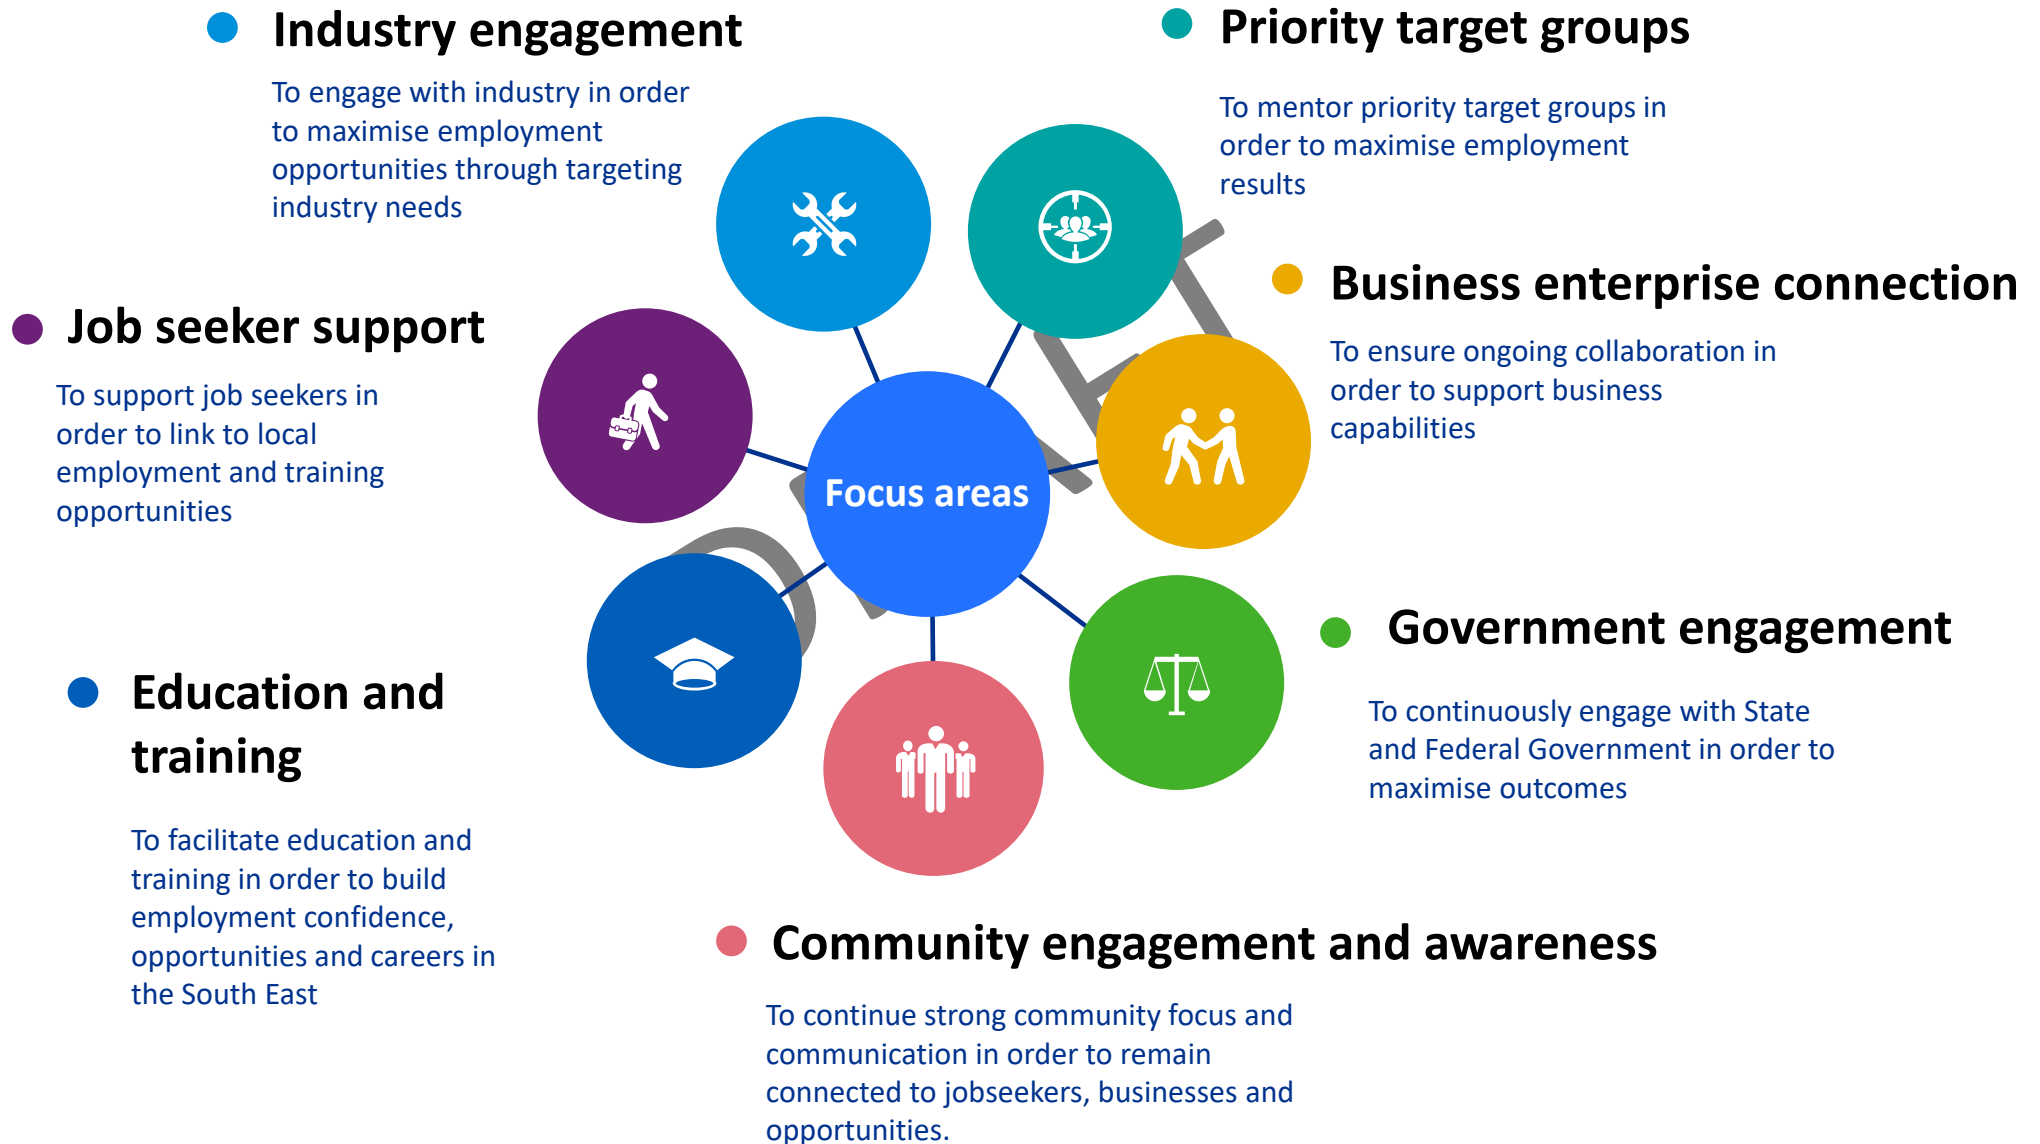 Industry engagement
To engage with industry in order
to maximise employment
opportunities through targeting
industry needs
Priority target groups
To mentor priority target groups in
order to maximise employment
results
Job seeker support
To support job seekers in
order to link to local
employment and training
opportunities
Business enterprise connection
To ensure ongoing collaboration in
order to support business
capabilities
Focus areas
Education and
training
To facilitate education and
training in order to build
employment confidence,
opportunities and careers in
the South East
Government engagement
To continuously engage with State
and Federal Government in order to
maximise outcomes
Community engagement and awareness
To continue strong community focus and
communication in order to remain
connected to jobseekers, businesses and
opportunities.